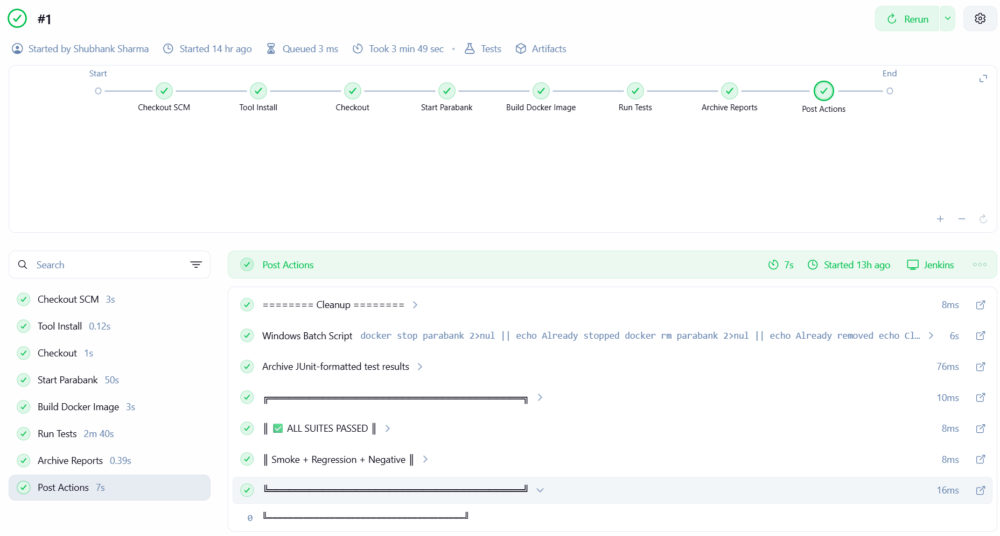 #1
Rerun
Started by Shubhank Sharma
Started 14 hr ago
Queued 3 ms
Took 3 min 49 sec
Tests
Artifacts
Start
End
Checkout SCM
Tool Install
Checkout
Start Parabank
Build Docker Image
Run Tests
Archive Reports
Post Actions
Search
Checkout SCM 3s
Tool Install 0.12s
Checkout 1s
Start Parabank 50s
Build Docker Image 3s
Run Tests 2m 40s
Archive Reports 0.39s
Post Actions 7s
Post Actions 7s Started 13h ago Jenkins
======== Cleanup ======== 8ms
Windows Batch Script docker stop parabank 2>nul || echo Already stopped docker rm parabank 2>nul || echo Already removed echo Cl… 6s
Archive JUnit-formatted test results 76ms
10ms
║ ✅ ALL SUITES PASSED ║ 8ms
║ Smoke + Regression + Negative ║ 8ms
16ms
0